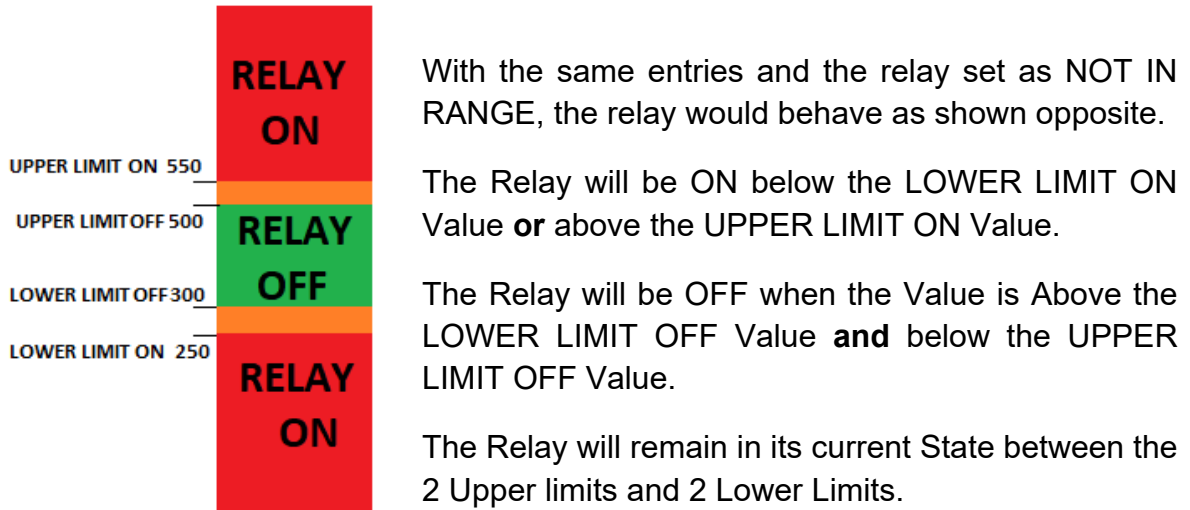 RELAY
ON
UPPER LIMIT ON 550
UPPER LIMIT OFF 500
RELAY
OFF
LOWER LIMIT OFF 300
LOWER LIMIT ON 250
RELAY
ON
With the same entries and the relay set as NOT IN
RANGE, the relay would behave as shown opposite.
The Relay will be ON below the LOWER LIMIT ON
Value or above the UPPER LIMIT ON Value.
The Relay will be OFF when the Value is Above the
LOWER LIMIT OFF Value and below the UPPER
LIMIT OFF Value.
The Relay will remain in its current State between the
2 Upper limits and 2 Lower Limits.